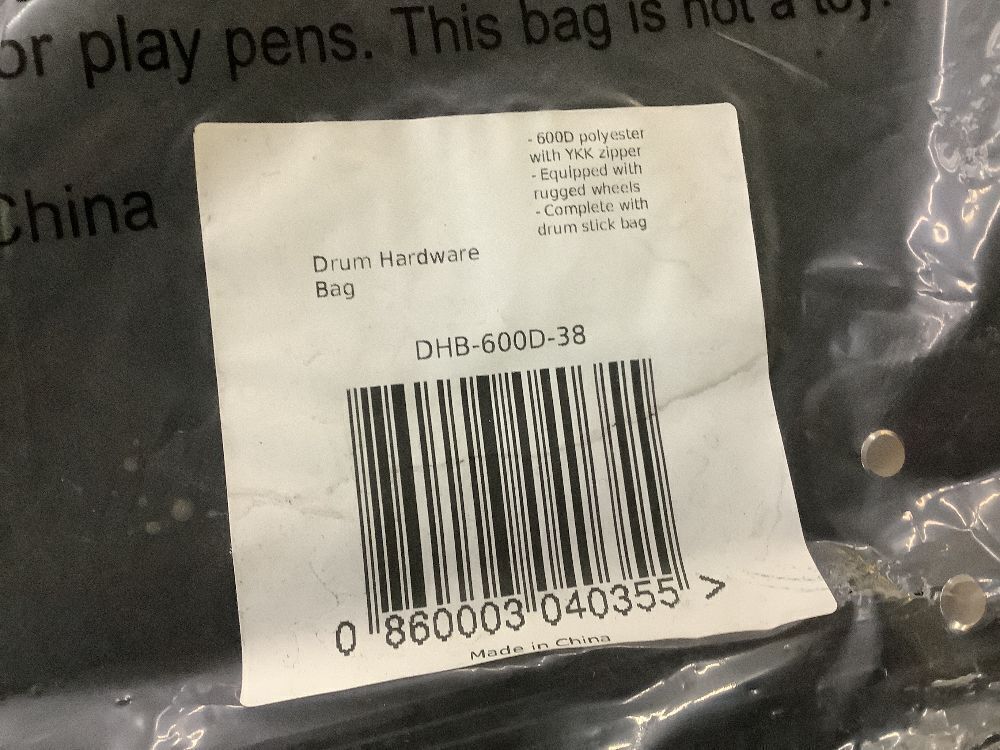 or play pens. This bag is not a toy.
China
- 600D polyester
with YKK zipper
- Equipped with
rugged wheels
- Complete with
drum stick bag
Drum Hardware
Bag
DHB-600D-38
0 860003 040355 >
Made in China